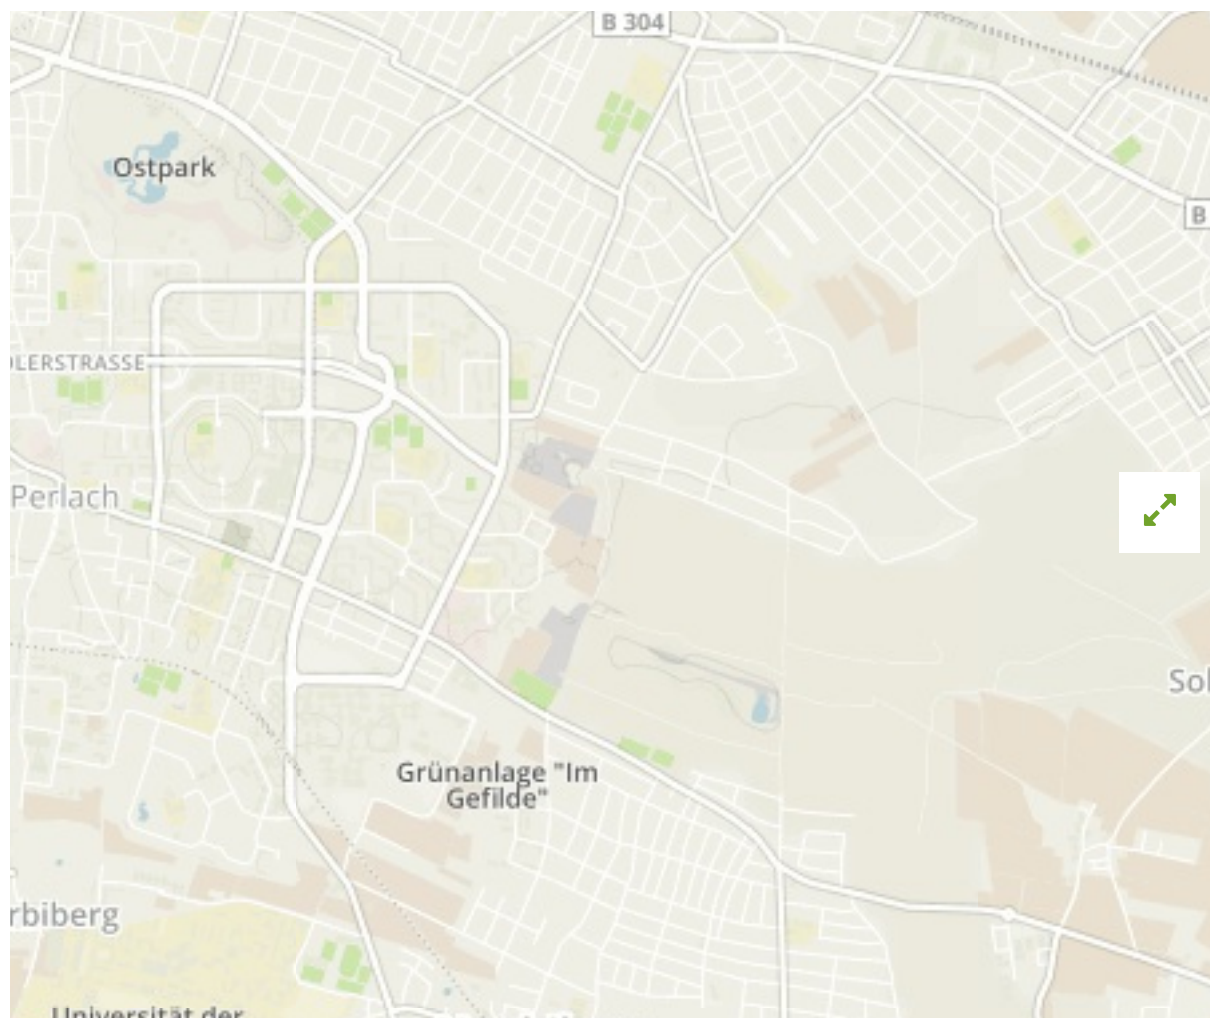 B 304
Ostpark
B
DLERSTRASSE
Perlach
Sol
Grünanlage "Im
Gefilde"
rbiberg
Universität der